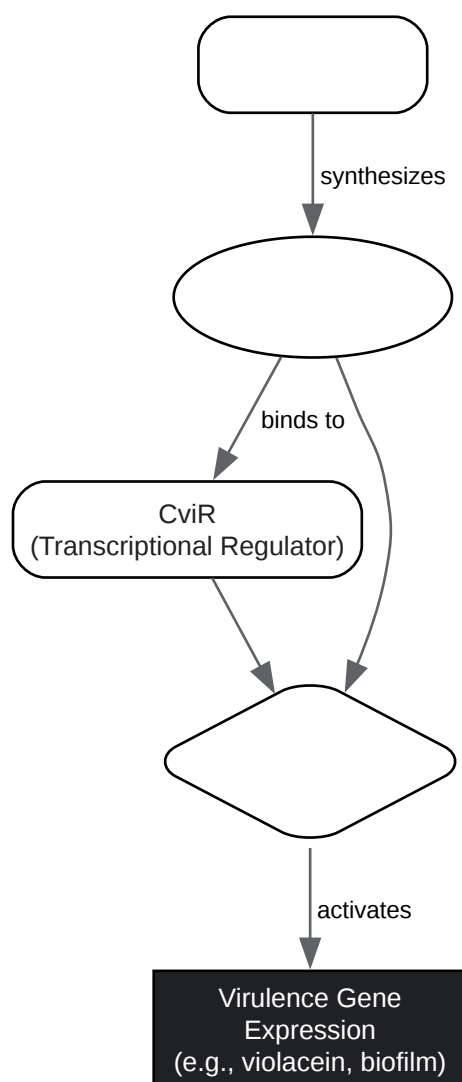 synthesizes
binds to
CviR
(Transcriptional Regulator)
activates
Virulence Gene
Expression
(e.g., violacein, biofilm)